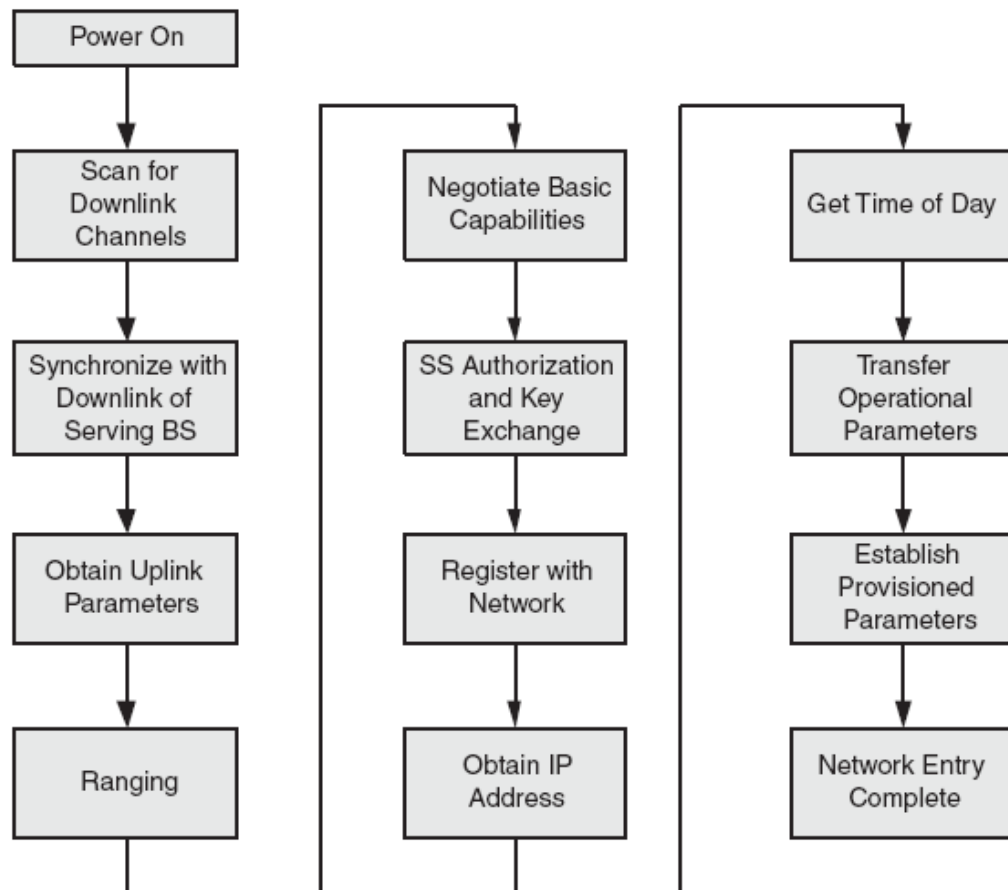 Power On
Scan for
Downlink
Channels
Synchronize with
Downlink of
Serving BS
Obtain Uplink
Parameters
Ranging
Negotiate Basic
Capabilities
SS Authorization
and Key
Exchange
Register with
Network
Obtain IP
Address
Get Time of Day
Transfer
Operational
Parameters
Establish
Provisioned
Parameters
Network Entry
Complete